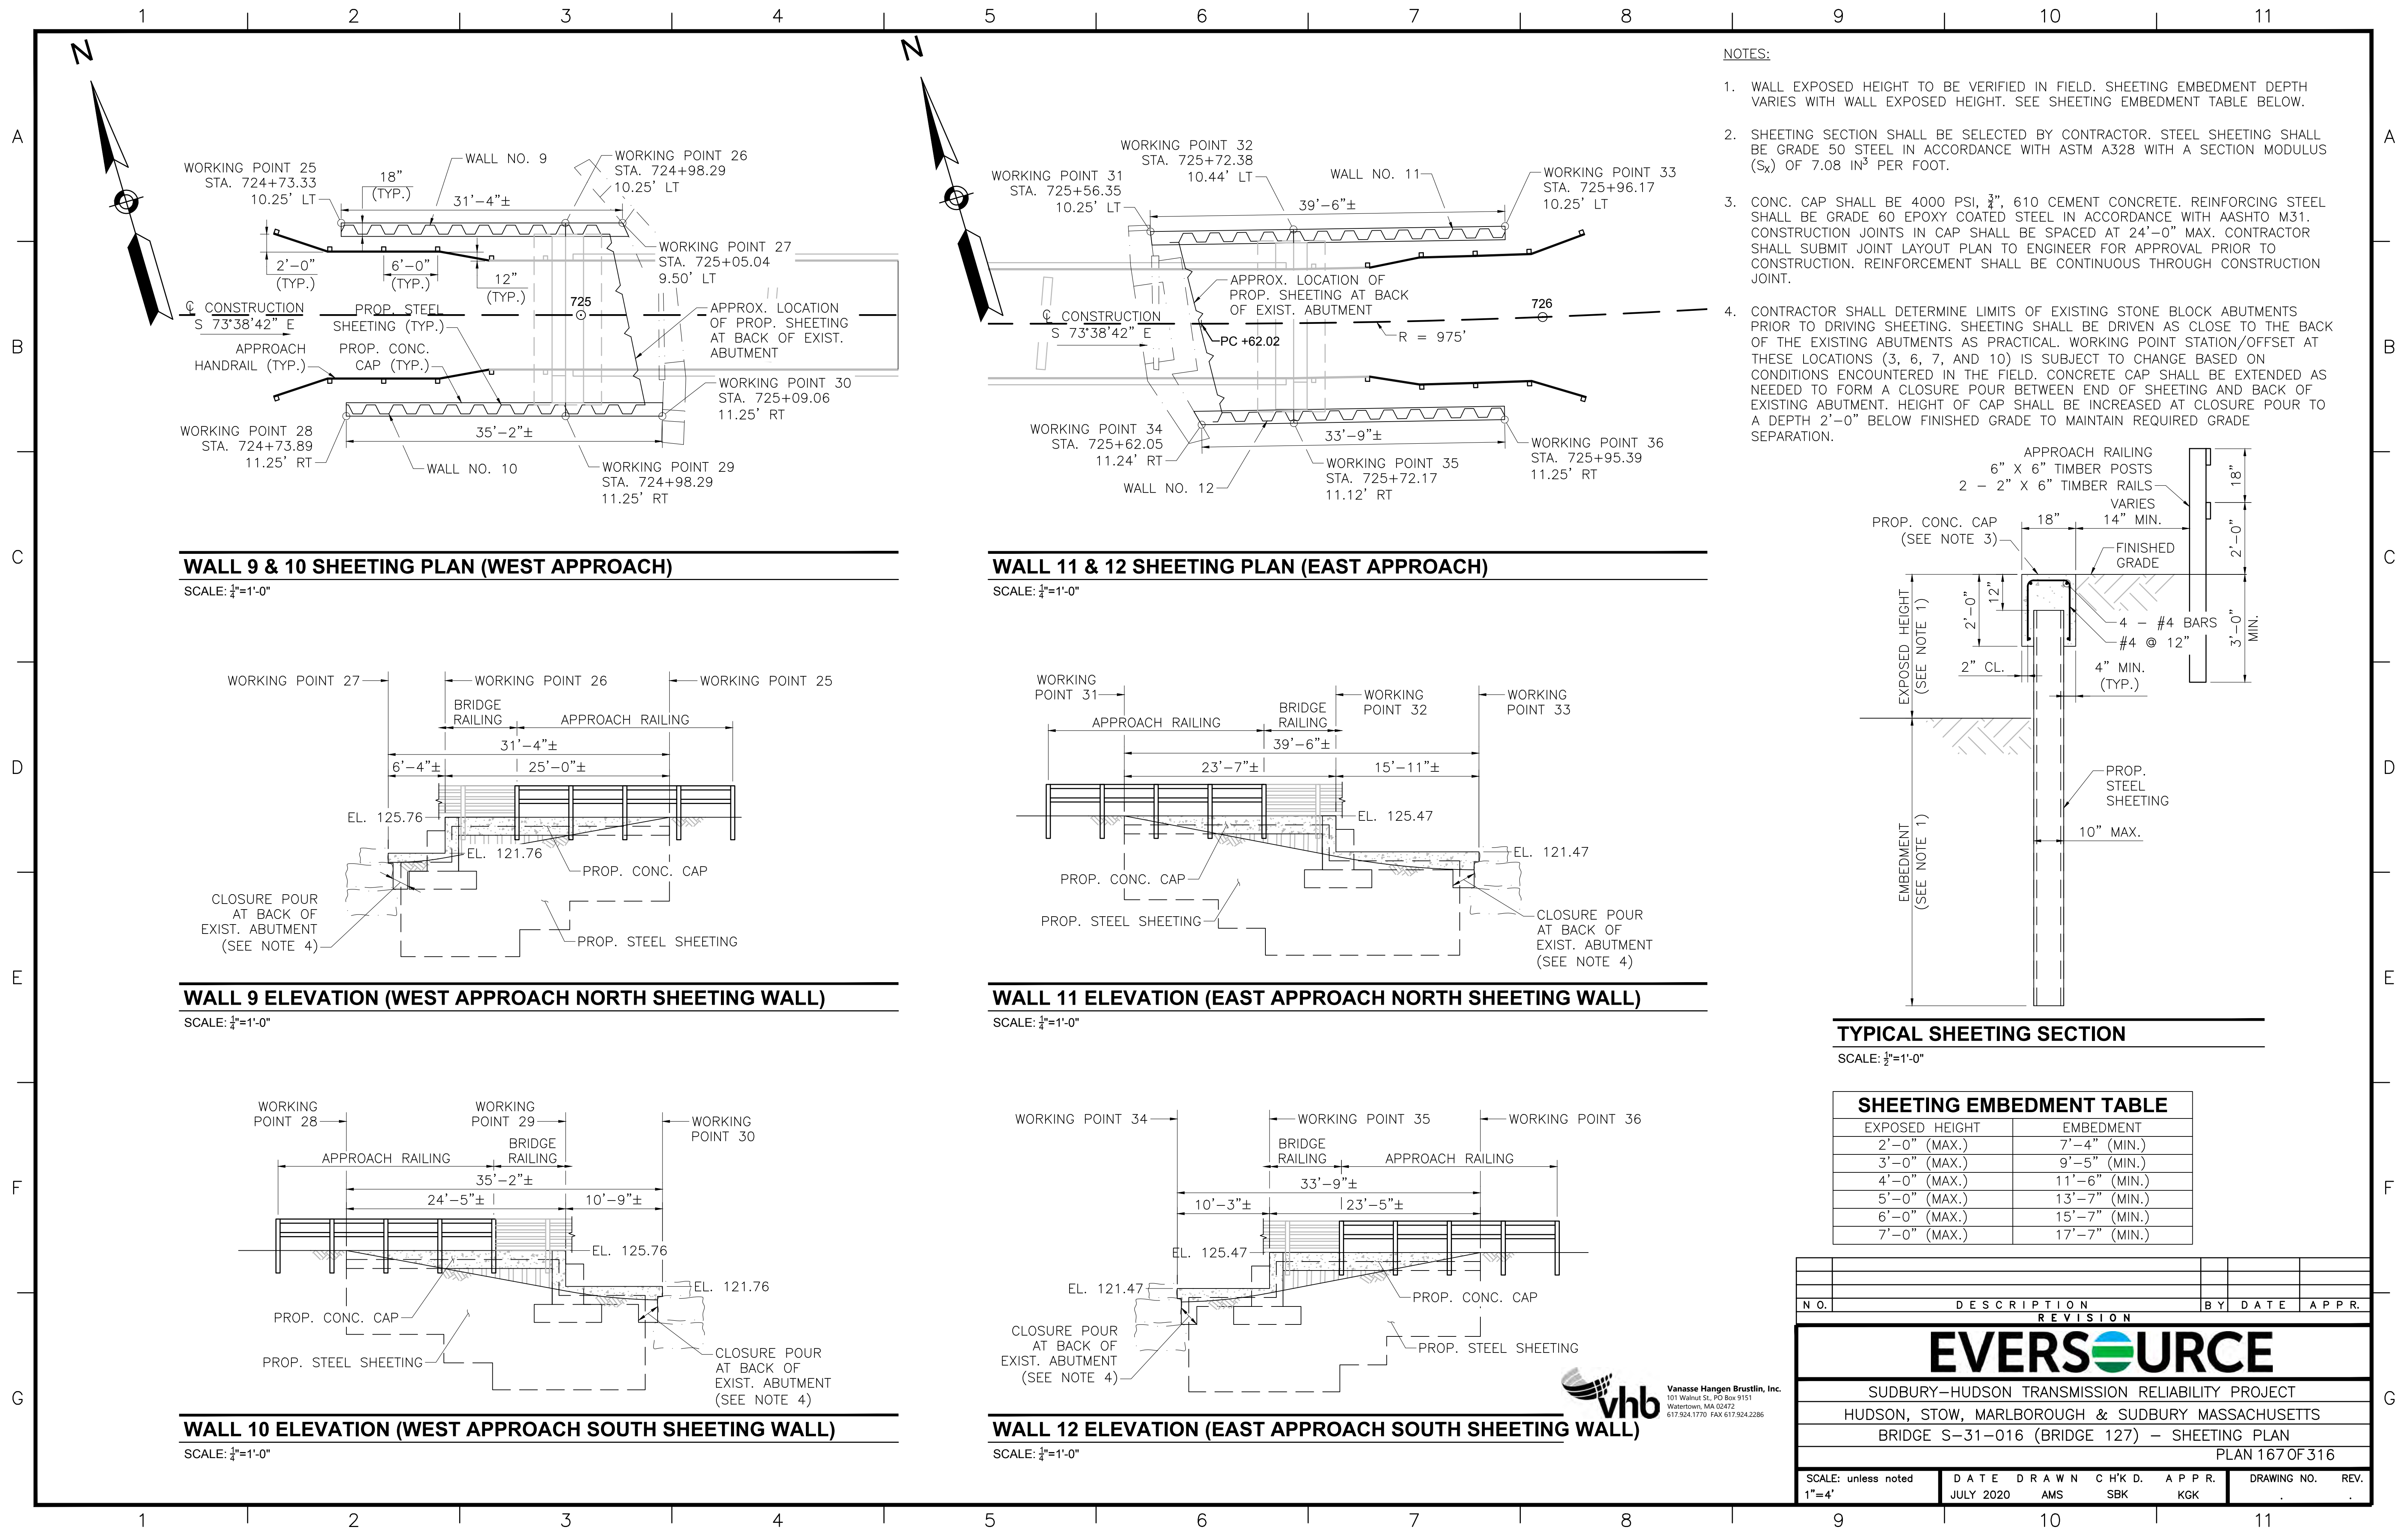 1 2 3 4 5 6 7 8 9 10 11
A
B
C
D
E
F
G
N
WORKING POINT 25
STA. 724+73.33
10.25' LT
18"
(TYP.)
WALL NO. 9
31'-4"±
WORKING POINT 26
STA. 724+98.29
10.25' LT
WORKING POINT 27
STA. 725+05.04
9.50' LT
2'-0"
(TYP.)
6'-0"
(TYP.)
12"
(TYP.)
725
℄ CONSTRUCTION
S 73°38'42" E
PROP. STEEL
SHEETING (TYP.)
APPROX. LOCATION
OF PROP. SHEETING
AT BACK OF EXIST.
ABUTMENT
APPROACH
HANDRAIL (TYP.)
PROP. CONC.
CAP (TYP.)
WORKING POINT 30
STA. 725+09.06
11.25' RT
WORKING POINT 28
STA. 724+73.89
11.25' RT
35'-2"±
WALL NO. 10
WORKING POINT 29
STA. 724+98.29
11.25' RT
WALL 9 & 10 SHEETING PLAN (WEST APPROACH)
SCALE: 1/4"=1'-0"
N
WORKING POINT 32
STA. 725+72.38
10.44' LT
WORKING POINT 31
STA. 725+56.35
10.25' LT
WALL NO. 11
39'-6"±
WORKING POINT 33
STA. 725+96.17
10.25' LT
APPROX. LOCATION OF
PROP. SHEETING AT BACK
OF EXIST. ABUTMENT
℄ CONSTRUCTION
S 73°38'42" E
PC +62.02
726
R = 975'
WORKING POINT 34
STA. 725+62.05
11.24' RT
33'-9"±
WALL NO. 12
WORKING POINT 35
STA. 725+72.17
11.12' RT
WORKING POINT 36
STA. 725+95.39
11.25' RT
WALL 11 & 12 SHEETING PLAN (EAST APPROACH)
SCALE: 1/4"=1'-0"
NOTES:
1. WALL EXPOSED HEIGHT TO BE VERIFIED IN FIELD. SHEETING EMBEDMENT DEPTH
VARIES WITH WALL EXPOSED HEIGHT. SEE SHEETING EMBEDMENT TABLE BELOW.
2. SHEETING SECTION SHALL BE SELECTED BY CONTRACTOR. STEEL SHEETING SHALL
BE GRADE 50 STEEL IN ACCORDANCE WITH ASTM A328 WITH A SECTION MODULUS
(Sx) OF 7.08 IN³ PER FOOT.
3. CONC. CAP SHALL BE 4000 PSI, 3/4", 610 CEMENT CONCRETE. REINFORCING STEEL
SHALL BE GRADE 60 EPOXY COATED STEEL IN ACCORDANCE WITH AASHTO M31.
CONSTRUCTION JOINTS IN CAP SHALL BE SPACED AT 24'-0" MAX. CONTRACTOR
SHALL SUBMIT JOINT LAYOUT PLAN TO ENGINEER FOR APPROVAL PRIOR TO
CONSTRUCTION. REINFORCEMENT SHALL BE CONTINUOUS THROUGH CONSTRUCTION
JOINT.
4. CONTRACTOR SHALL DETERMINE LIMITS OF EXISTING STONE BLOCK ABUTMENTS
PRIOR TO DRIVING SHEETING. SHEETING SHALL BE DRIVEN AS CLOSE TO THE BACK
OF THE EXISTING ABUTMENTS AS PRACTICAL. WORKING POINT STATION/OFFSET AT
THESE LOCATIONS (3, 6, 7, AND 10) IS SUBJECT TO CHANGE BASED ON
CONDITIONS ENCOUNTERED IN THE FIELD. CONCRETE CAP SHALL BE EXTENDED AS
NEEDED TO FORM A CLOSURE POUR BETWEEN END OF SHEETING AND BACK OF
EXISTING ABUTMENT. HEIGHT OF CAP SHALL BE INCREASED AT CLOSURE POUR TO
A DEPTH 2'-0" BELOW FINISHED GRADE TO MAINTAIN REQUIRED GRADE
SEPARATION.
APPROACH RAILING
6" X 6" TIMBER POSTS
2 - 2" X 6" TIMBER RAILS
VARIES
14" MIN.
18"
18"
2'-0"
PROP. CONC. CAP
(SEE NOTE 3)
FINISHED
GRADE
EXPOSED HEIGHT
(SEE NOTE 1)
2'-0"
12"
4 - #4 BARS
#4 @ 12"
3'-0"
MIN.
2" CL.
4" MIN.
(TYP.)
PROP.
STEEL
SHEETING
10" MAX.
EMBEDMENT
(SEE NOTE 1)
TYPICAL SHEETING SECTION
SCALE: 1/2"=1'-0"
WORKING POINT 27
WORKING POINT 26
WORKING POINT 25
BRIDGE
RAILING
APPROACH RAILING
31'-4"±
6'-4"±
25'-0"±
EL. 125.76
EL. 121.76
PROP. CONC. CAP
CLOSURE POUR
AT BACK OF
EXIST. ABUTMENT
(SEE NOTE 4)
PROP. STEEL SHEETING
WALL 9 ELEVATION (WEST APPROACH NORTH SHEETING WALL)
SCALE: 1/4"=1'-0"
WORKING
POINT 31
WORKING
POINT 32
WORKING
POINT 33
APPROACH RAILING
BRIDGE
RAILING
39'-6"±
23'-7"±
15'-11"±
EL. 125.47
EL. 121.47
PROP. CONC. CAP
PROP. STEEL SHEETING
CLOSURE POUR
AT BACK OF
EXIST. ABUTMENT
(SEE NOTE 4)
WALL 11 ELEVATION (EAST APPROACH NORTH SHEETING WALL)
SCALE: 1/4"=1'-0"
WORKING
POINT 28
WORKING
POINT 29
WORKING
POINT 30
APPROACH RAILING
BRIDGE
RAILING
35'-2"±
24'-5"±
10'-9"±
EL. 125.76
EL. 121.76
PROP. CONC. CAP
PROP. STEEL SHEETING
CLOSURE POUR
AT BACK OF
EXIST. ABUTMENT
(SEE NOTE 4)
WALL 10 ELEVATION (WEST APPROACH SOUTH SHEETING WALL)
SCALE: 1/4"=1'-0"
WORKING POINT 34
WORKING POINT 35
WORKING POINT 36
BRIDGE
RAILING
APPROACH RAILING
33'-9"±
10'-3"±
23'-5"±
EL. 125.47
EL. 121.47
PROP. CONC. CAP
CLOSURE POUR
AT BACK OF
EXIST. ABUTMENT
(SEE NOTE 4)
PROP. STEEL SHEETING
WALL 12 ELEVATION (EAST APPROACH SOUTH SHEETING WALL)
SCALE: 1/4"=1'-0"
vhb
Vanasse Hangen Brustlin, Inc.
101 Walnut St., PO Box 9151
Watertown, MA 02472
617.924.1770 FAX 617.924.2286
SHEETING EMBEDMENT TABLE
EXPOSED HEIGHT EMBEDMENT
2'-0" (MAX.) 7'-4" (MIN.)
3'-0" (MAX.) 9'-5" (MIN.)
4'-0" (MAX.) 11'-6" (MIN.)
5'-0" (MAX.) 13'-7" (MIN.)
6'-0" (MAX.) 15'-7" (MIN.)
7'-0" (MAX.) 17'-7" (MIN.)
NO. DESCRIPTION BY DATE APPR.
REVISION
EVERSOURCE
SUDBURY-HUDSON TRANSMISSION RELIABILITY PROJECT
HUDSON, STOW, MARLBOROUGH & SUDBURY MASSACHUSETTS
BRIDGE S-31-016 (BRIDGE 127) - SHEETING PLAN
PLAN 167 OF 316
SCALE: unless noted DATE DRAWN CH'K D. APPR. DRAWING NO. REV.
1"=4' JULY 2020 AMS SBK KGK . .
A
B
C
D
E
F
G
1 2 3 4 5 6 7 8 9 10 11